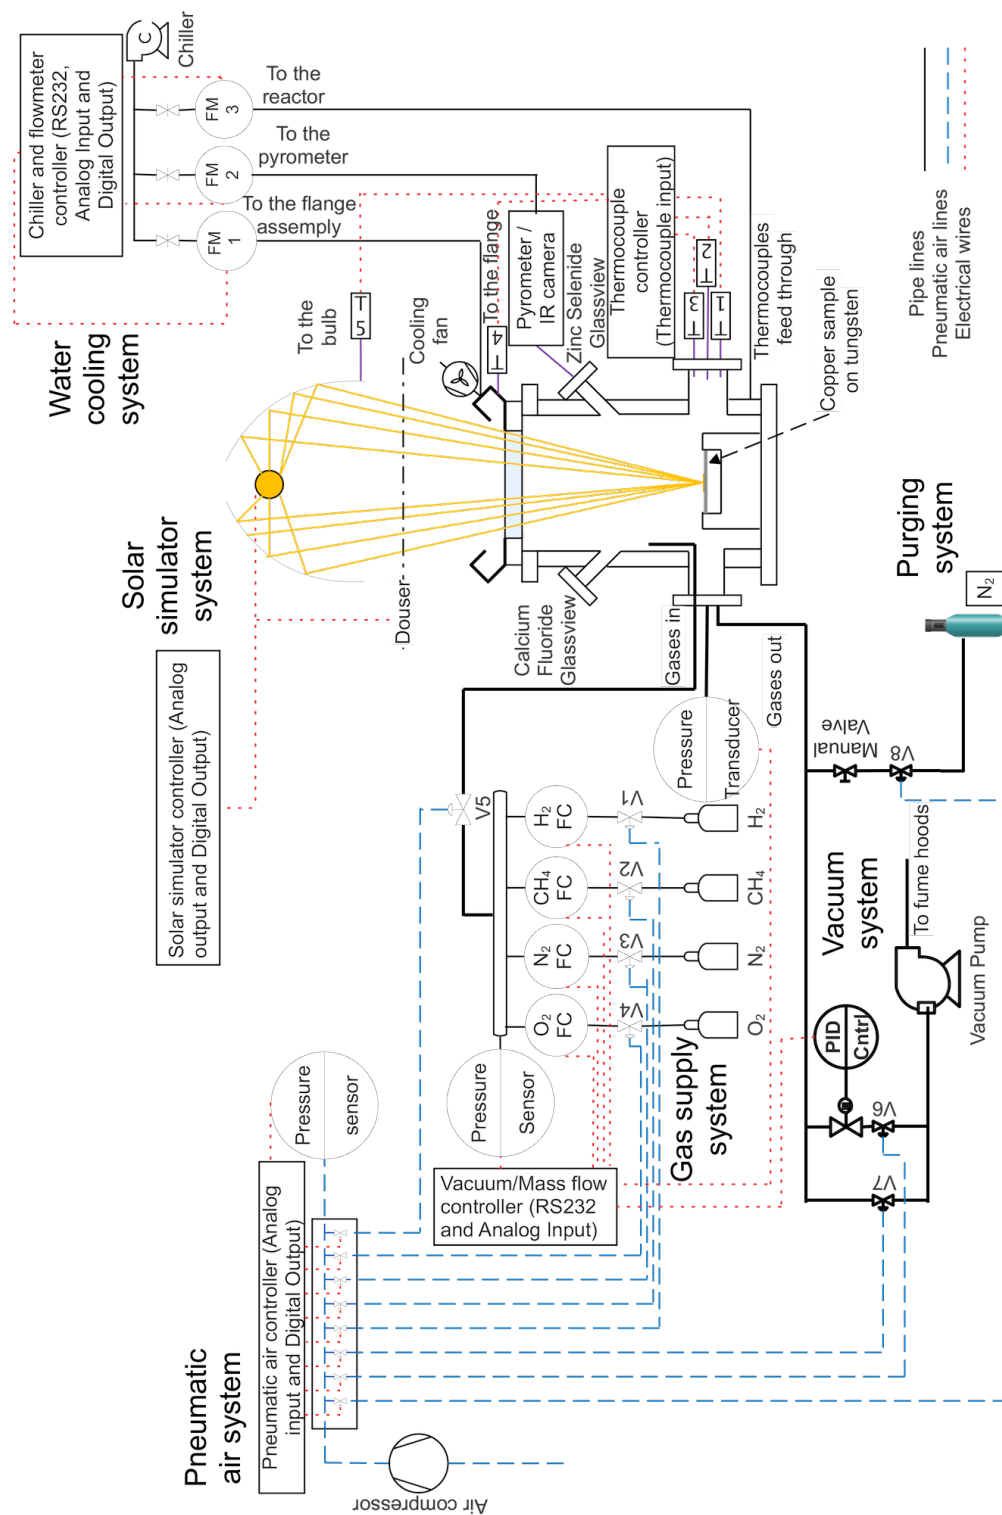 Pneumatic
air system
Pneumatic air controller (Analog
input and Digital Output)
Air compressor
Pressure
sensor
Solar simulator controller (Analog
output and Digital Output)
Solar
simulator
system
Water
cooling
system
Chiller and flowmeter
controller (RS232,
Analog Input and
Digital Output)
C
Chiller
FM
1
FM
2
FM
3
To the flange
assembly
To the
pyrometer
To the
reactor
To the
bulb
T 5
Douser
Cooling
fan
To the flange
T 4
Pyrometer /
IR camera
Zinc Selenide
Glassview
Calcium
Fluoride
Glassview
Thermocouple
controller
(Thermocouple input)
T 3
T 2
T 1
Thermocouples
feed through
Copper sample
on tungsten
Gases in
Gases out
Pressure
Transducer
V5
Pressure
Sensor
O₂
FC
N₂
FC
CH₄
FC
H₂
FC
V4
V3
V2
V1
O₂
N₂
CH₄
H₂
Gas supply
system
Vacuum/Mass flow
controller (RS232
and Analog Input)
PID
Cntrl
V7
V6
Vacuum
system
To fume hoods
Vacuum Pump
Manual
Valve
V8
Purging
system
N₂
Pipe lines
Pneumatic air lines
Electrical wires